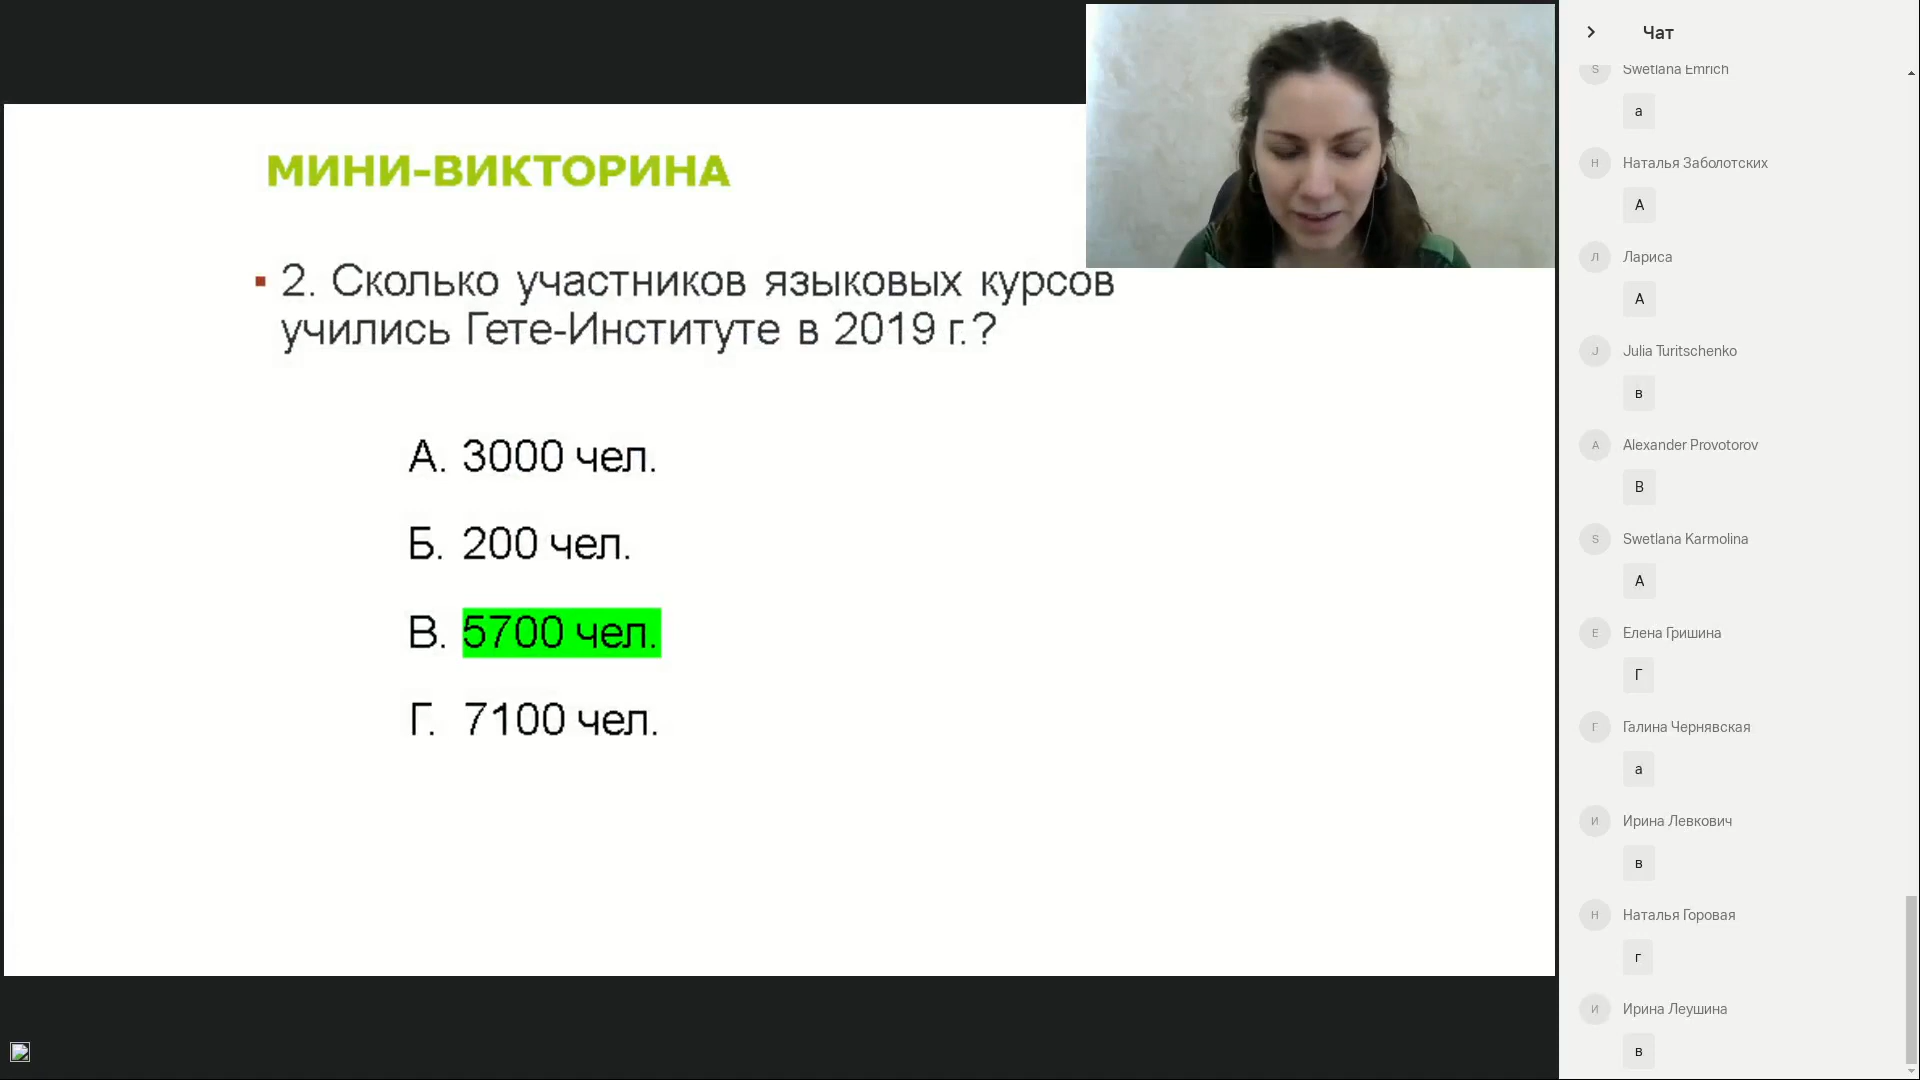 МИНИ-ВИКТОРИНА
▪ 2. Сколько участников языковых курсов
учились Гете-Институте в 2019 г.?
А. 3000 чел.
Б. 200 чел.
В. 5700 чел.
Г. 7100 чел.
Чат
S Swetlana Emrich
а
Н Наталья Заболотских
А
Л Лариса
А
J Julia Turitschenko
в
A Alexander Provotorov
В
S Swetlana Karmolina
А
Е Елена Гришина
Г
Г Галина Чернявская
а
И Ирина Левкович
в
Н Наталья Горовая
г
И Ирина Леушина
в